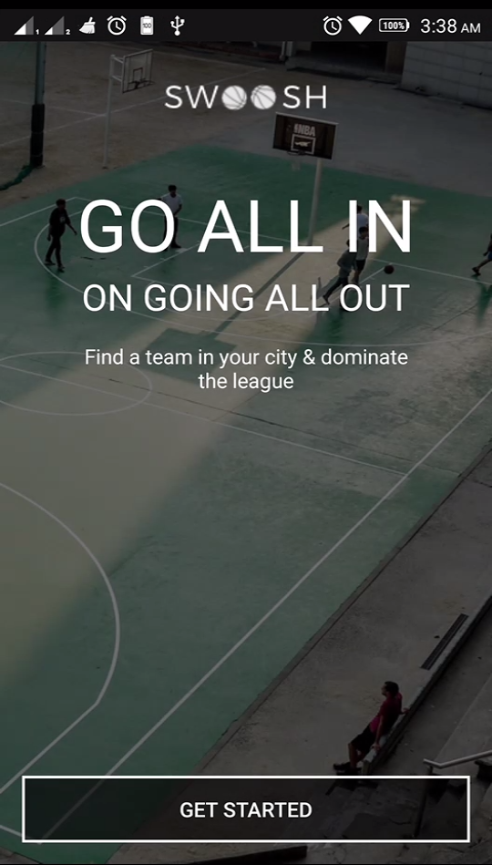 1 2 100 100% 3:38 AM
SWOOSH
NBA
GO ALL IN
ON GOING ALL OUT
Find a team in your city & dominate
the league
GET STARTED